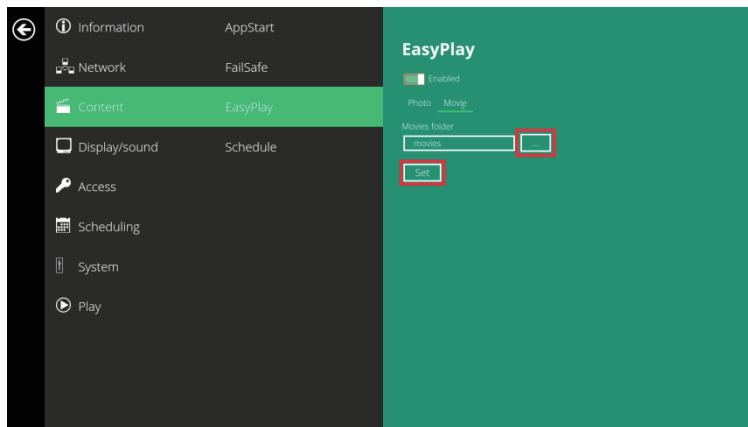 Information
Network
Content
Display/sound
Access
Scheduling
System
Play
AppStart
FailSafe
EasyPlay
Schedule
EasyPlay
Enabled
Photo Movie
Movies folder
movies ...
Set